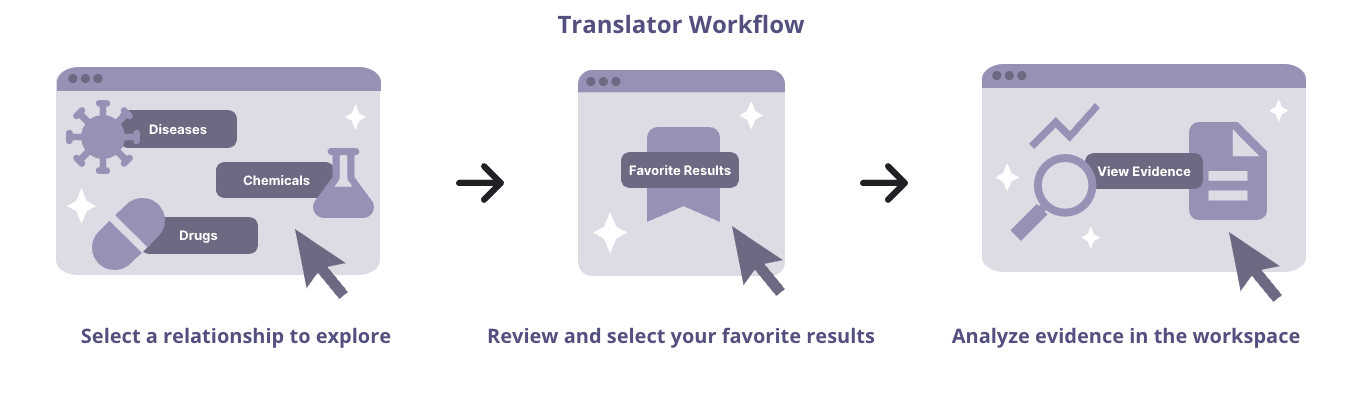 Translator Workflow
Diseases
Chemicals
Drugs
Select a relationship to explore
Favorite Results
Review and select your favorite results
View Evidence
Analyze evidence in the workspace